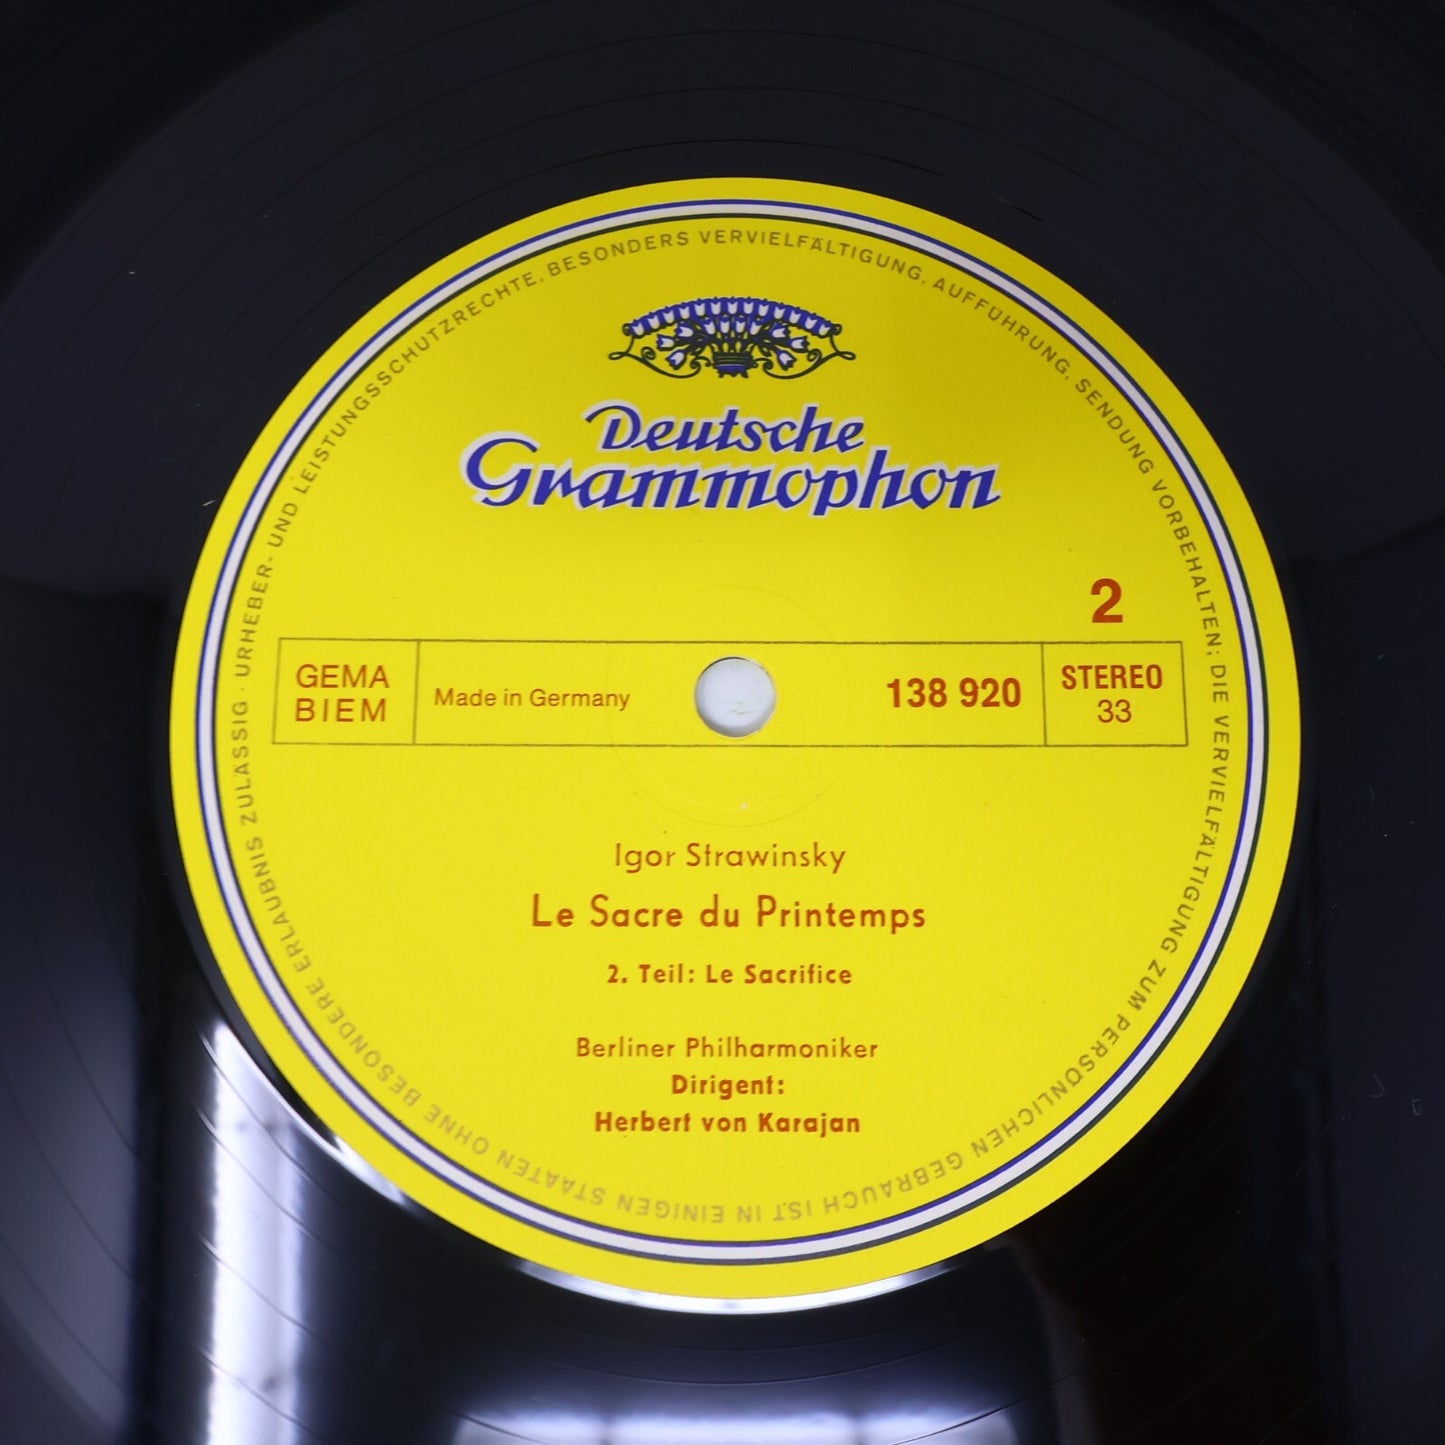 URHEBER- UND LEISTUNGSSCHUTZRECHTE, BESONDERS VERVIELFÄLTIGUNG, AUFFÜHRUNG, SENDUNG VORBEHALTEN; DIE VERVIELFÄLTIGUNG ZUM PERSÖNLICHEN GEBRAUCH IST IN EINIGEN STAATEN OHNE BESONDERE ERLAUBNIS ZULÄSSIG ·
Deutsche
Grammophon
2
GEMA
BIEM
Made in Germany
138 920
STEREO
33
Igor Strawinsky
Le Sacre du Printemps
2. Teil: Le Sacrifice
Berliner Philharmoniker
Dirigent:
Herbert von Karajan